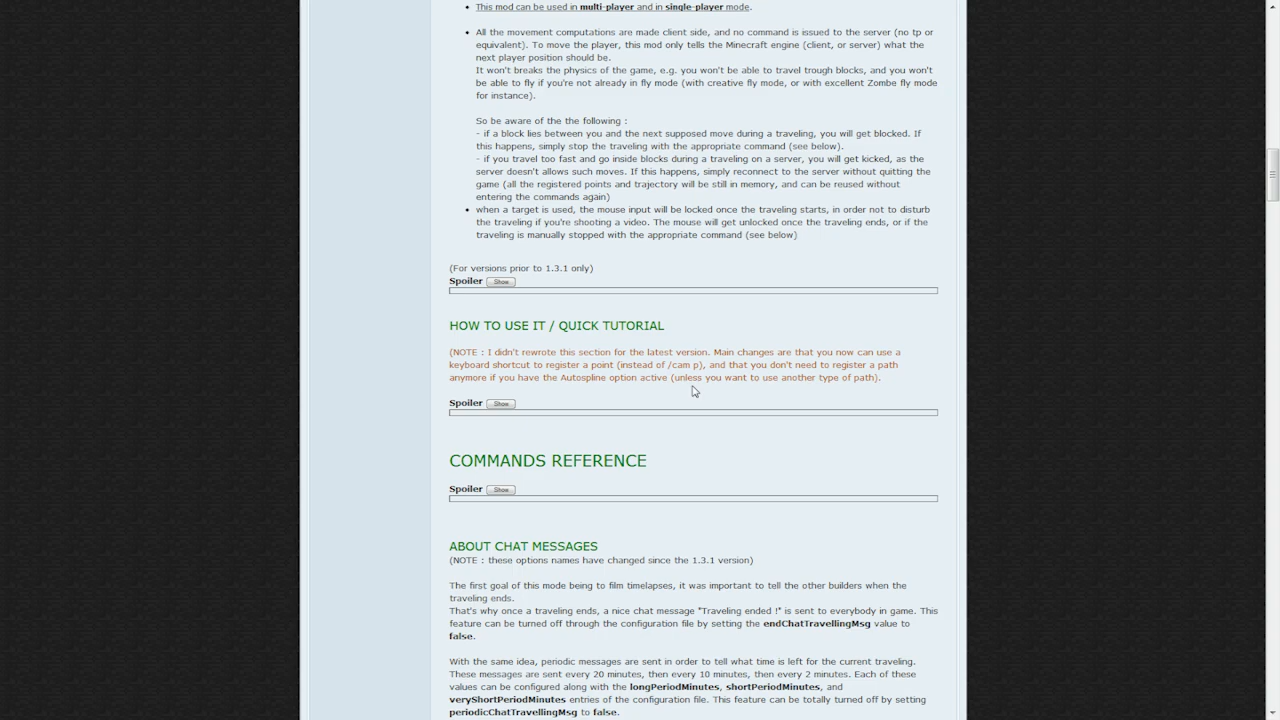 This mod can be used in multi-player and in single-player mode.
All the movement computations are made client side, and no command is issued to the server (no tp or
equivalent). To move the player, this mod only tells the Minecraft engine (client, or server) what the
next player position should be.
It won't breaks the physics of the game, e.g. you won't be able to travel trough blocks, and you won't
be able to fly if you're not already in fly mode (with creative fly mode, or with excellent Zombe fly mode
for instance).
So be aware of the the following :
- if a block lies between you and the next supposed move during a traveling, you will get blocked. If
this happens, simply stop the traveling with the appropriate command (see below).
- if you travel too fast and go inside blocks during a traveling on a server, you will get kicked, as the
server doesn't allows such moves. If this happens, simply reconnect to the server without quitting the
game (all the registered points and trajectory will be still in memory, and can be reused without
entering the commands again)
when a target is used, the mouse input will be locked once the traveling starts, in order not to disturb
the traveling if you're shooting a video. The mouse will get unlocked once the traveling ends, or if the
traveling is manually stopped with the appropriate command (see below)
(For versions prior to 1.3.1 only)
Spoiler Show
HOW TO USE IT / QUICK TUTORIAL
(NOTE : I didn't rewrote this section for the latest version. Main changes are that you now can use a
keyboard shortcut to register a point (instead of /cam p), and that you don't need to register a path
anymore if you have the Autospline option active (unless you want to use another type of path).
Spoiler Show
COMMANDS REFERENCE
Spoiler Show
ABOUT CHAT MESSAGES
(NOTE : these options names have changed since the 1.3.1 version)
The first goal of this mode being to film timelapses, it was important to tell the other builders when the
traveling ends.
That's why once a traveling ends, a nice chat message "Traveling ended !" is sent to everybody in game. This
feature can be turned off through the configuration file by setting the endChatTravellingMsg value to
false.
With the same idea, periodic messages are sent in order to tell what time is left for the current traveling.
These messages are sent every 20 minutes, then every 10 minutes, then every 2 minutes. Each of these
values can be configured along with the longPeriodMinutes, shortPeriodMinutes, and
veryShortPeriodMinutes entries of the configuration file. This feature can be totally turned off by setting
periodicChatTravellingMsg to false.